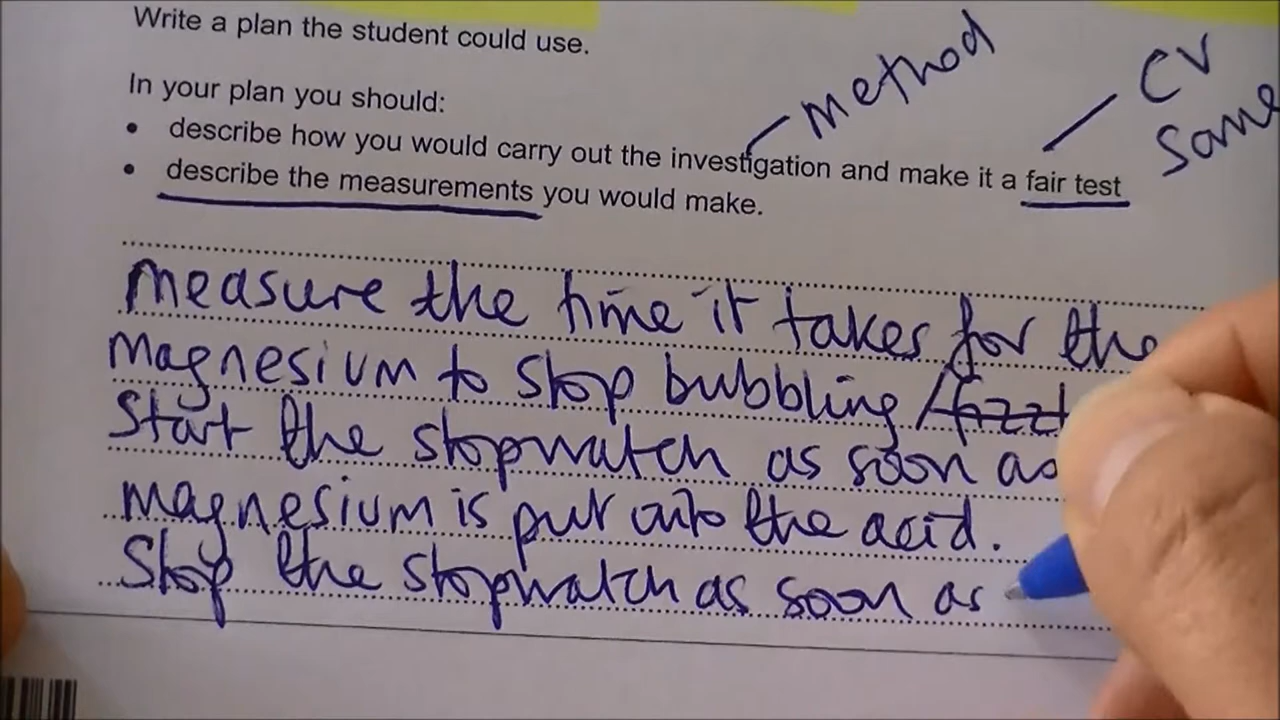 Write a plan the student could use.
method
CV
Same
In your plan you should:
• describe how you would carry out the investigation and make it a fair test
• describe the measurements you would make.
Measure the time it takes for the
magnesium to stop bubbling /
Start the stopwatch as soon as
magnesium is put into the acid.
Stop the stopwatch as soon as